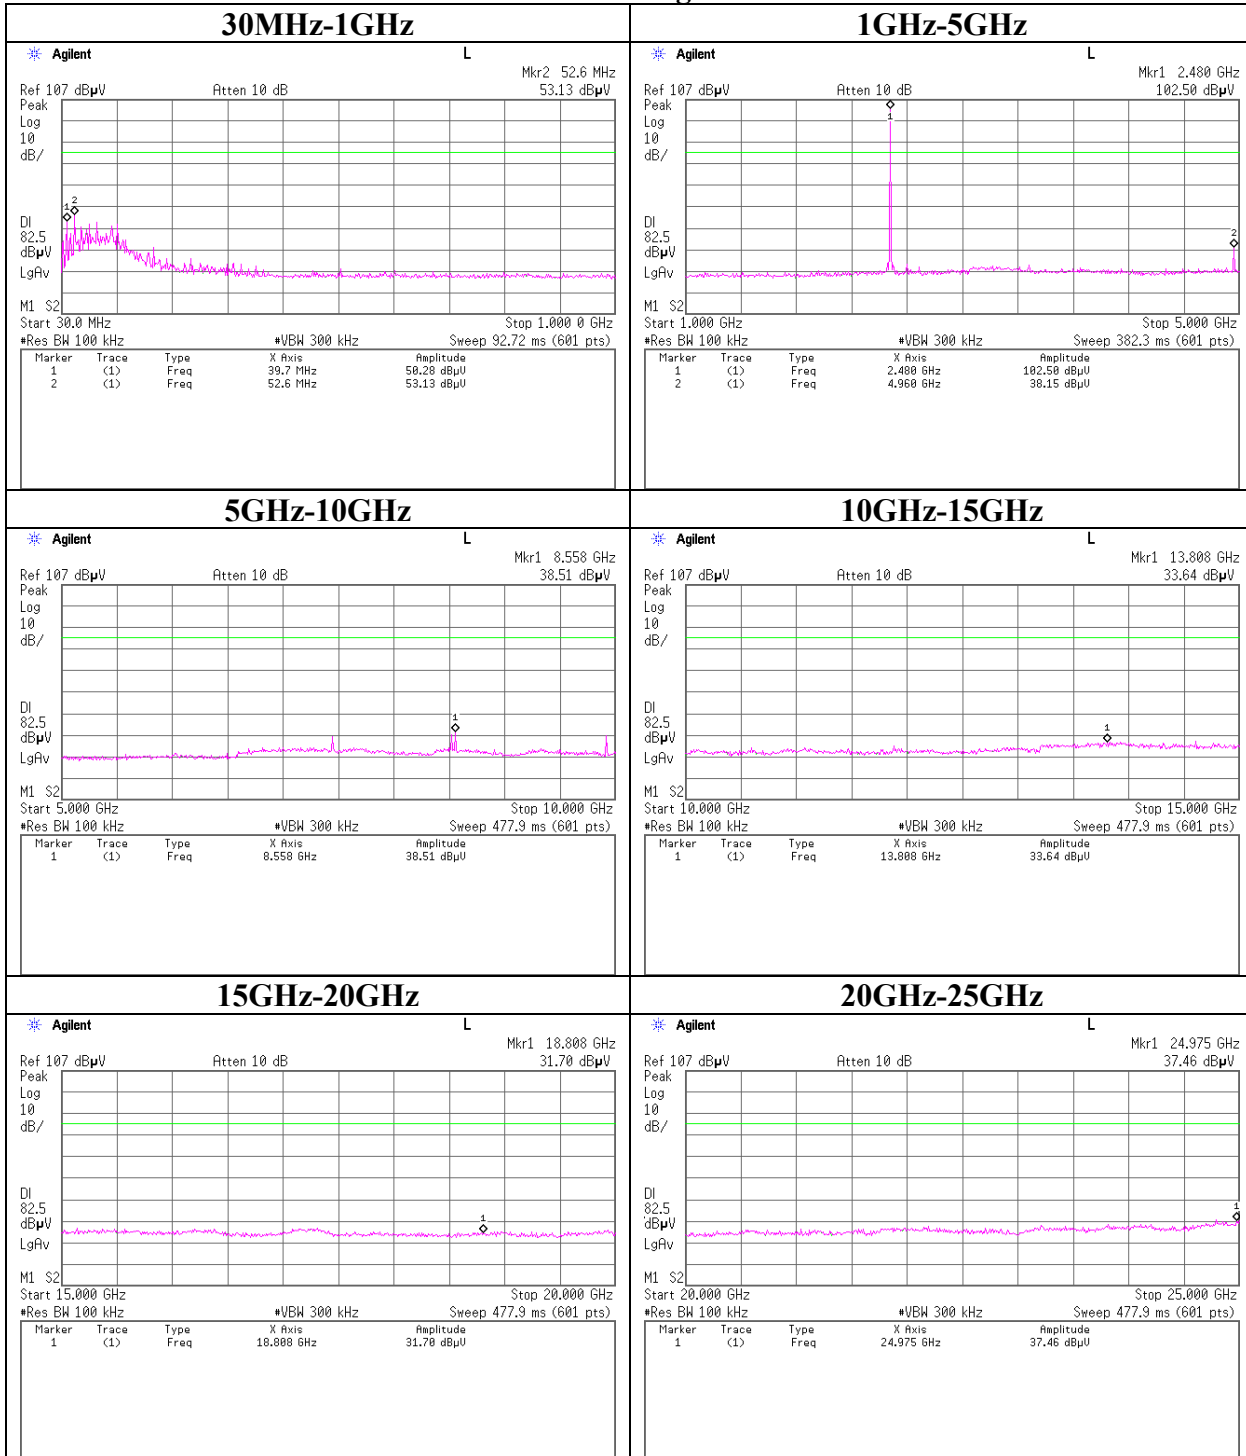 30MHz-1GHz
Agilent L
Mkr2 52.6 MHz
Ref 107 dBµV Atten 10 dB 53.13 dBµV
Peak
Log
10
dB/
1 2
DI
82.5
dBµV
LgAv
M1 S2
Start 30.0 MHz Stop 1.000 0 GHz
#Res BW 100 kHz #VBW 300 kHz Sweep 92.72 ms (601 pts)
Marker Trace Type X Axis Amplitude
1 (1) Freq 39.7 MHz 50.28 dBµV
2 (1) Freq 52.6 MHz 53.13 dBµV
1GHz-5GHz
Agilent L
Mkr1 2.480 GHz
Ref 107 dBµV Atten 10 dB 102.50 dBµV
Peak
Log
10
dB/
1
2
DI
82.5
dBµV
LgAv
M1 S2
Start 1.000 GHz Stop 5.000 GHz
#Res BW 100 kHz #VBW 300 kHz Sweep 382.3 ms (601 pts)
Marker Trace Type X Axis Amplitude
1 (1) Freq 2.480 GHz 102.50 dBµV
2 (1) Freq 4.960 GHz 38.15 dBµV
5GHz-10GHz
Agilent L
Mkr1 8.558 GHz
Ref 107 dBµV Atten 10 dB 38.51 dBµV
Peak
Log
10
dB/
1
DI
82.5
dBµV
LgAv
M1 S2
Start 5.000 GHz Stop 10.000 GHz
#Res BW 100 kHz #VBW 300 kHz Sweep 477.9 ms (601 pts)
Marker Trace Type X Axis Amplitude
1 (1) Freq 8.558 GHz 38.51 dBµV
10GHz-15GHz
Agilent L
Mkr1 13.808 GHz
Ref 107 dBµV Atten 10 dB 33.64 dBµV
Peak
Log
10
dB/
1
DI
82.5
dBµV
LgAv
M1 S2
Start 10.000 GHz Stop 15.000 GHz
#Res BW 100 kHz #VBW 300 kHz Sweep 477.9 ms (601 pts)
Marker Trace Type X Axis Amplitude
1 (1) Freq 13.808 GHz 33.64 dBµV
15GHz-20GHz
Agilent L
Mkr1 18.808 GHz
Ref 107 dBµV Atten 10 dB 31.70 dBµV
Peak
Log
10
dB/
1
DI
82.5
dBµV
LgAv
M1 S2
Start 15.000 GHz Stop 20.000 GHz
#Res BW 100 kHz #VBW 300 kHz Sweep 477.9 ms (601 pts)
Marker Trace Type X Axis Amplitude
1 (1) Freq 18.808 GHz 31.70 dBµV
20GHz-25GHz
Agilent L
Mkr1 24.975 GHz
Ref 107 dBµV Atten 10 dB 37.46 dBµV
Peak
Log
10
dB/
1
DI
82.5
dBµV
LgAv
M1 S2
Start 20.000 GHz Stop 25.000 GHz
#Res BW 100 kHz #VBW 300 kHz Sweep 477.9 ms (601 pts)
Marker Trace Type X Axis Amplitude
1 (1) Freq 24.975 GHz 37.46 dBµV